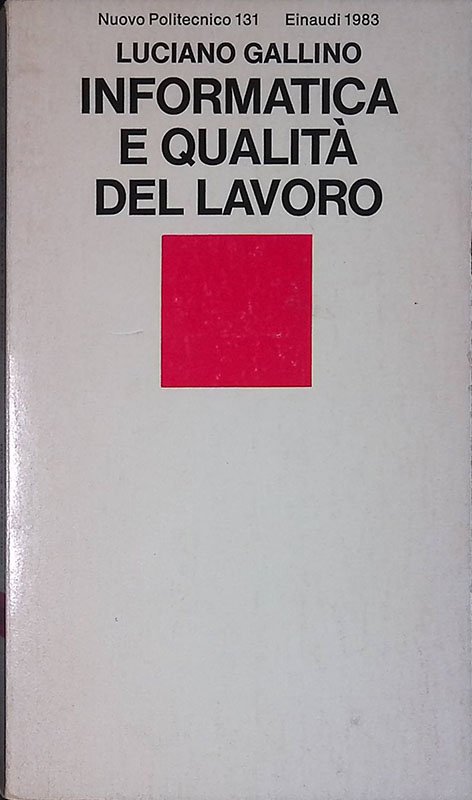 Nuovo Politecnico 131 Einaudi 1983
LUCIANO GALLINO
INFORMATICA
E QUALITÀ
DEL LAVORO